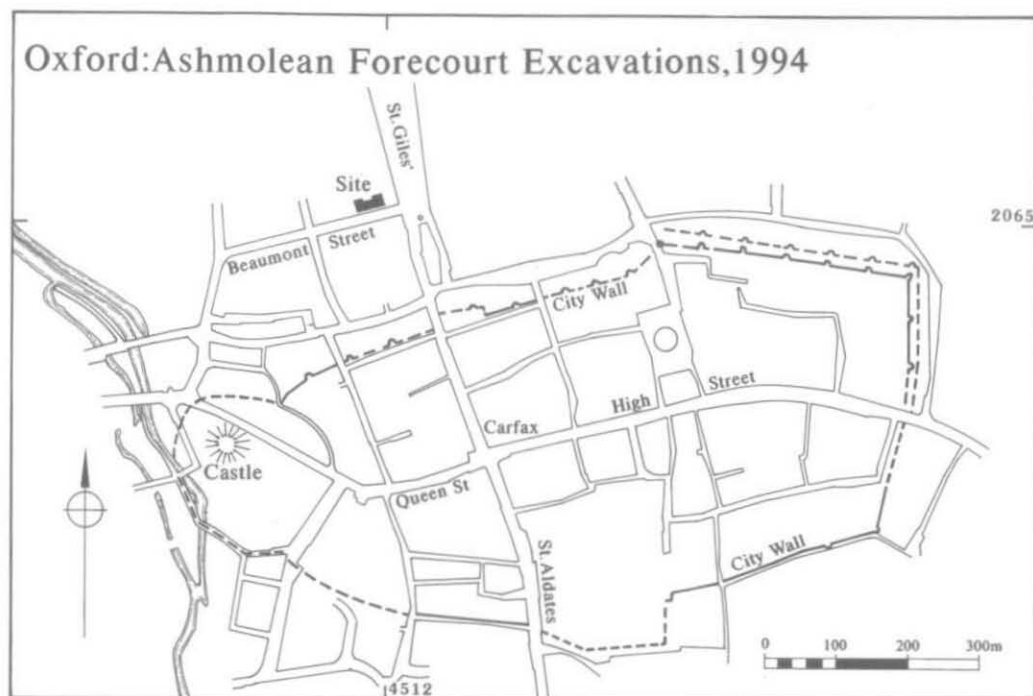 Oxford:Ashmolean Forecourt Excavations,1994
St.Giles'
Site
2065
Beaumont Street
City Wall
High Street
Carfax
Castle
Queen St
St.Aldates
City Wall
0 100 200 300m
4512